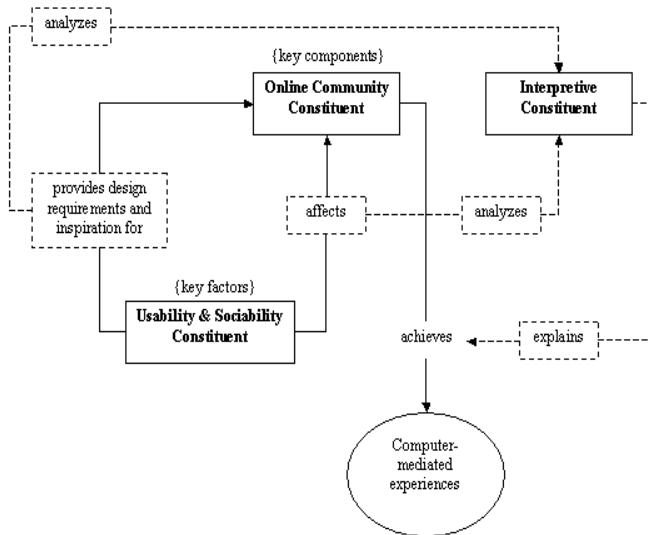 analyzes
{key components}
Online Community
Constituent
Interpretive
Constituent
provides design
requirements and
inspiration for
affects
analyzes
{key factors}
Usability & Sociability
Constituent
achieves
explains
Computer-
mediated
experiences